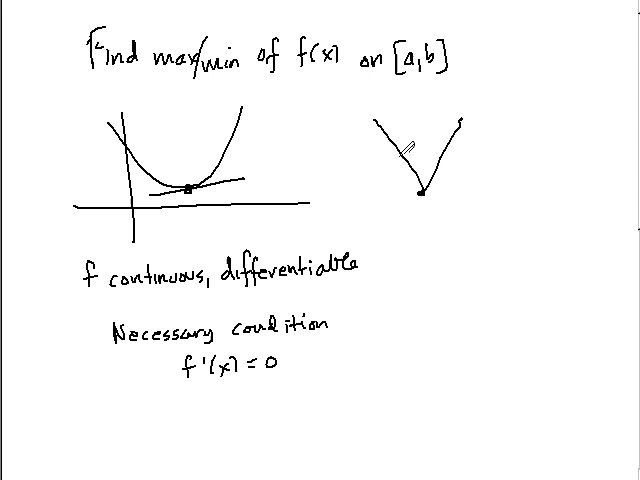 Find max/min of f(x) on [a,b]
f continuous, differentiable
Necessary condition
f'(x) = 0